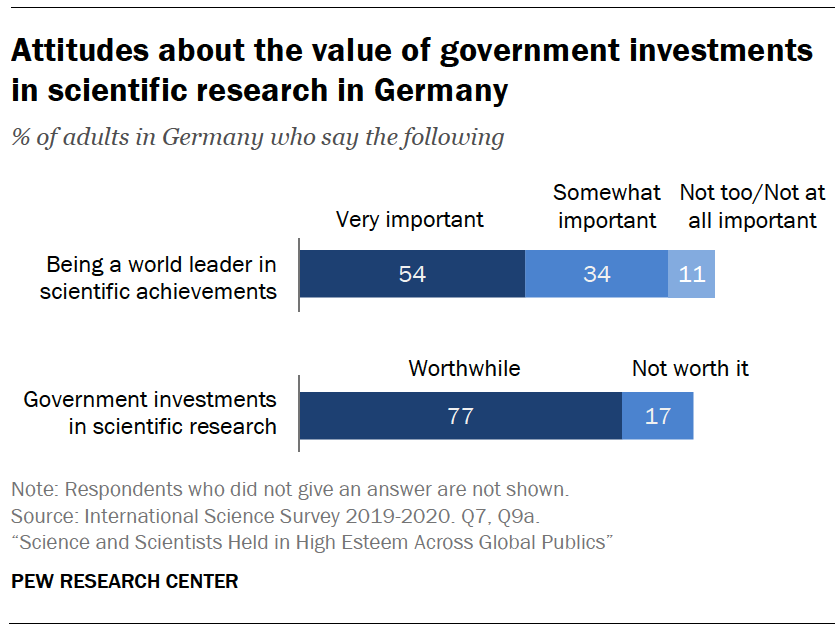 Attitudes about the value of government investments
in scientific research in Germany
% of adults in Germany who say the following
Very important
Somewhat
important
Not too/Not at
all important
Being a world leader in
scientific achievements
54
34
11
Worthwhile
Not worth it
Government investments
in scientific research
77
17
Note: Respondents who did not give an answer are not shown.
Source: International Science Survey 2019-2020. Q7, Q9a.
“Science and Scientists Held in High Esteem Across Global Publics”
PEW RESEARCH CENTER